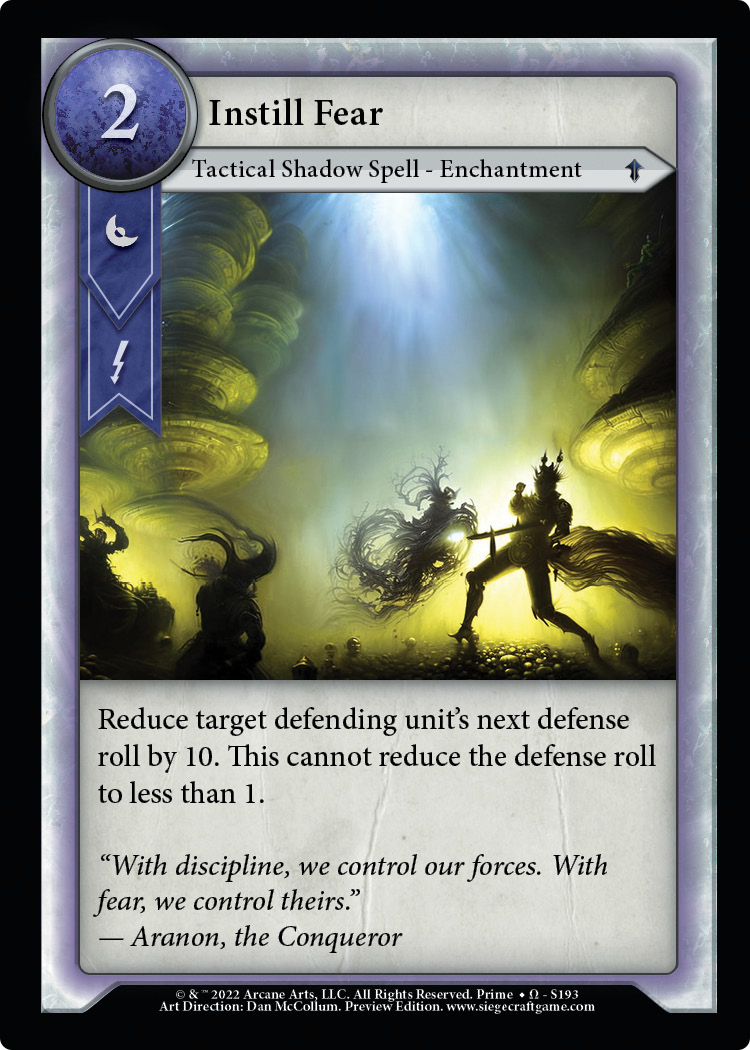 2
Instill Fear
Tactical Shadow Spell - Enchantment
Reduce target defending unit's next defense
roll by 10. This cannot reduce the defense roll
to less than 1.
“With discipline, we control our forces. With
fear, we control theirs.”
— Aranon, the Conqueror
© & ™ 2022 Arcane Arts, LLC. All Rights Reserved. Prime ⬥ Ω - S193
Art Direction: Dan McCollum. Preview Edition. www.siegecraftgame.com